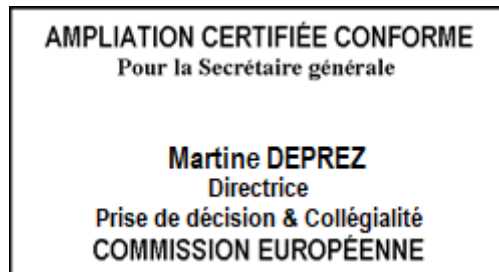 AMPLIATION CERTIFIÉE CONFORME
Pour la Secrétaire générale
Martine DEPREZ
Directrice
Prise de décision & Collégialité
COMMISSION EUROPÉENNE